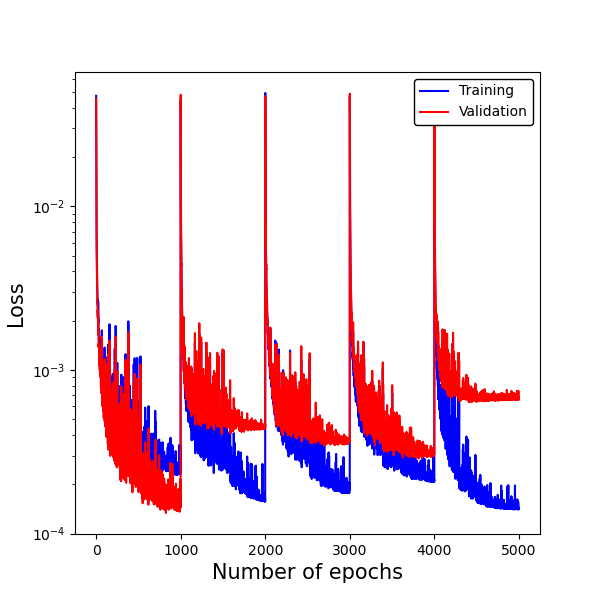 Training
Validation
10⁻²
10⁻³
10⁻⁴
Loss
0 1000 2000 3000 4000 5000
Number of epochs